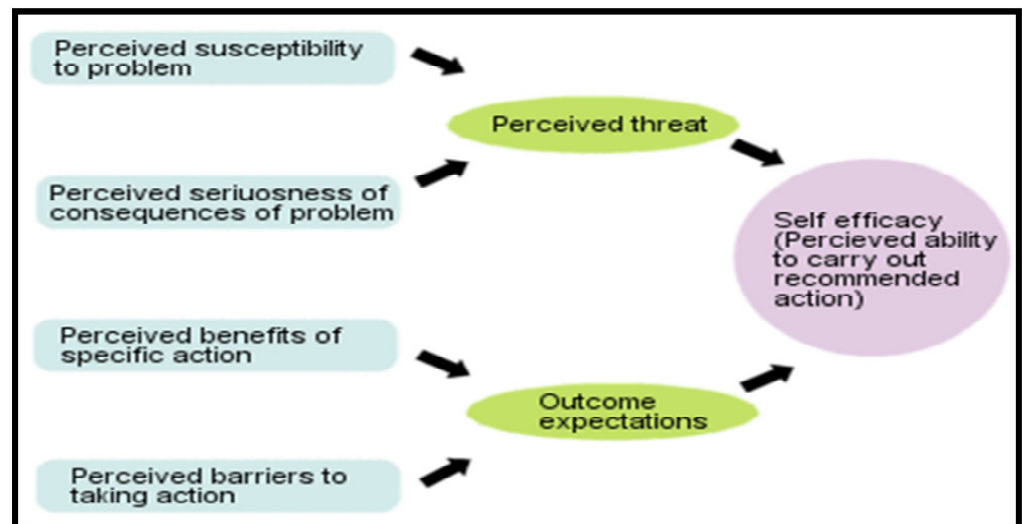 Perceived susceptibility
to problem
Perceived threat
Perceived seriuosness of
consequences of problem
Self efficacy
(Percieved ability
to carry out
recommended
action)
Perceived benefits of
specific action
Outcome
expectations
Perceived barriers to
taking action